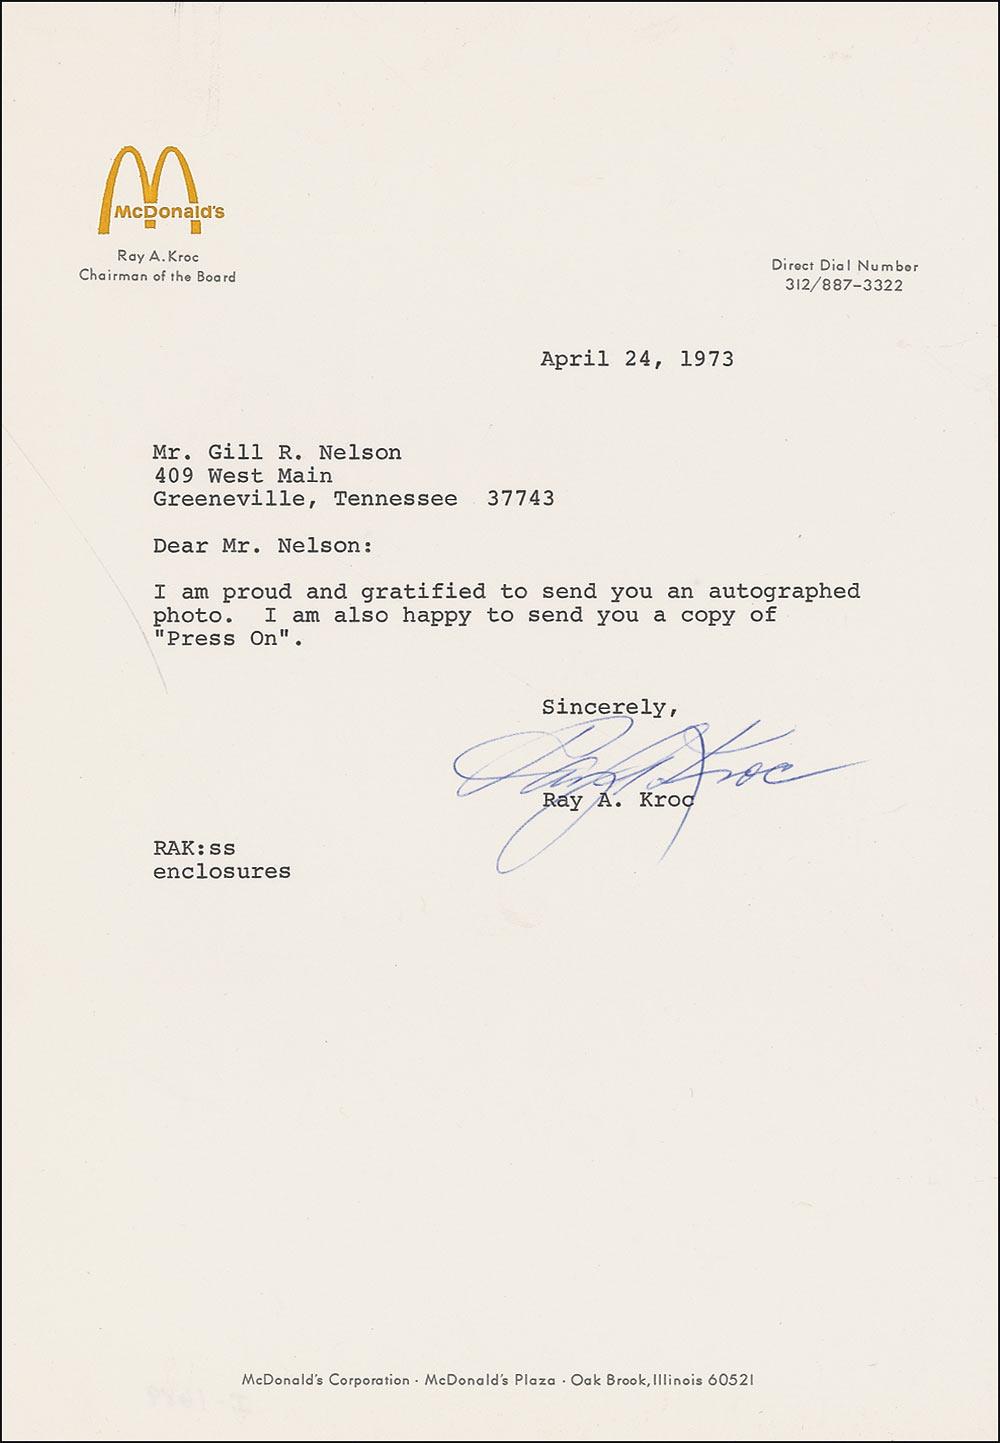 McDonald's
Ray A. Kroc
Chairman of the Board
Direct Dial Number
312/887-3322
April 24, 1973
Mr. Gill R. Nelson
409 West Main
Greeneville, Tennessee 37743
Dear Mr. Nelson:
I am proud and gratified to send you an autographed
photo. I am also happy to send you a copy of
"Press On".
Sincerely,
Ray A. Kroc
Ray A. Kroc
RAK:ss
enclosures
McDonald's Corporation · McDonald's Plaza · Oak Brook, Illinois 60521